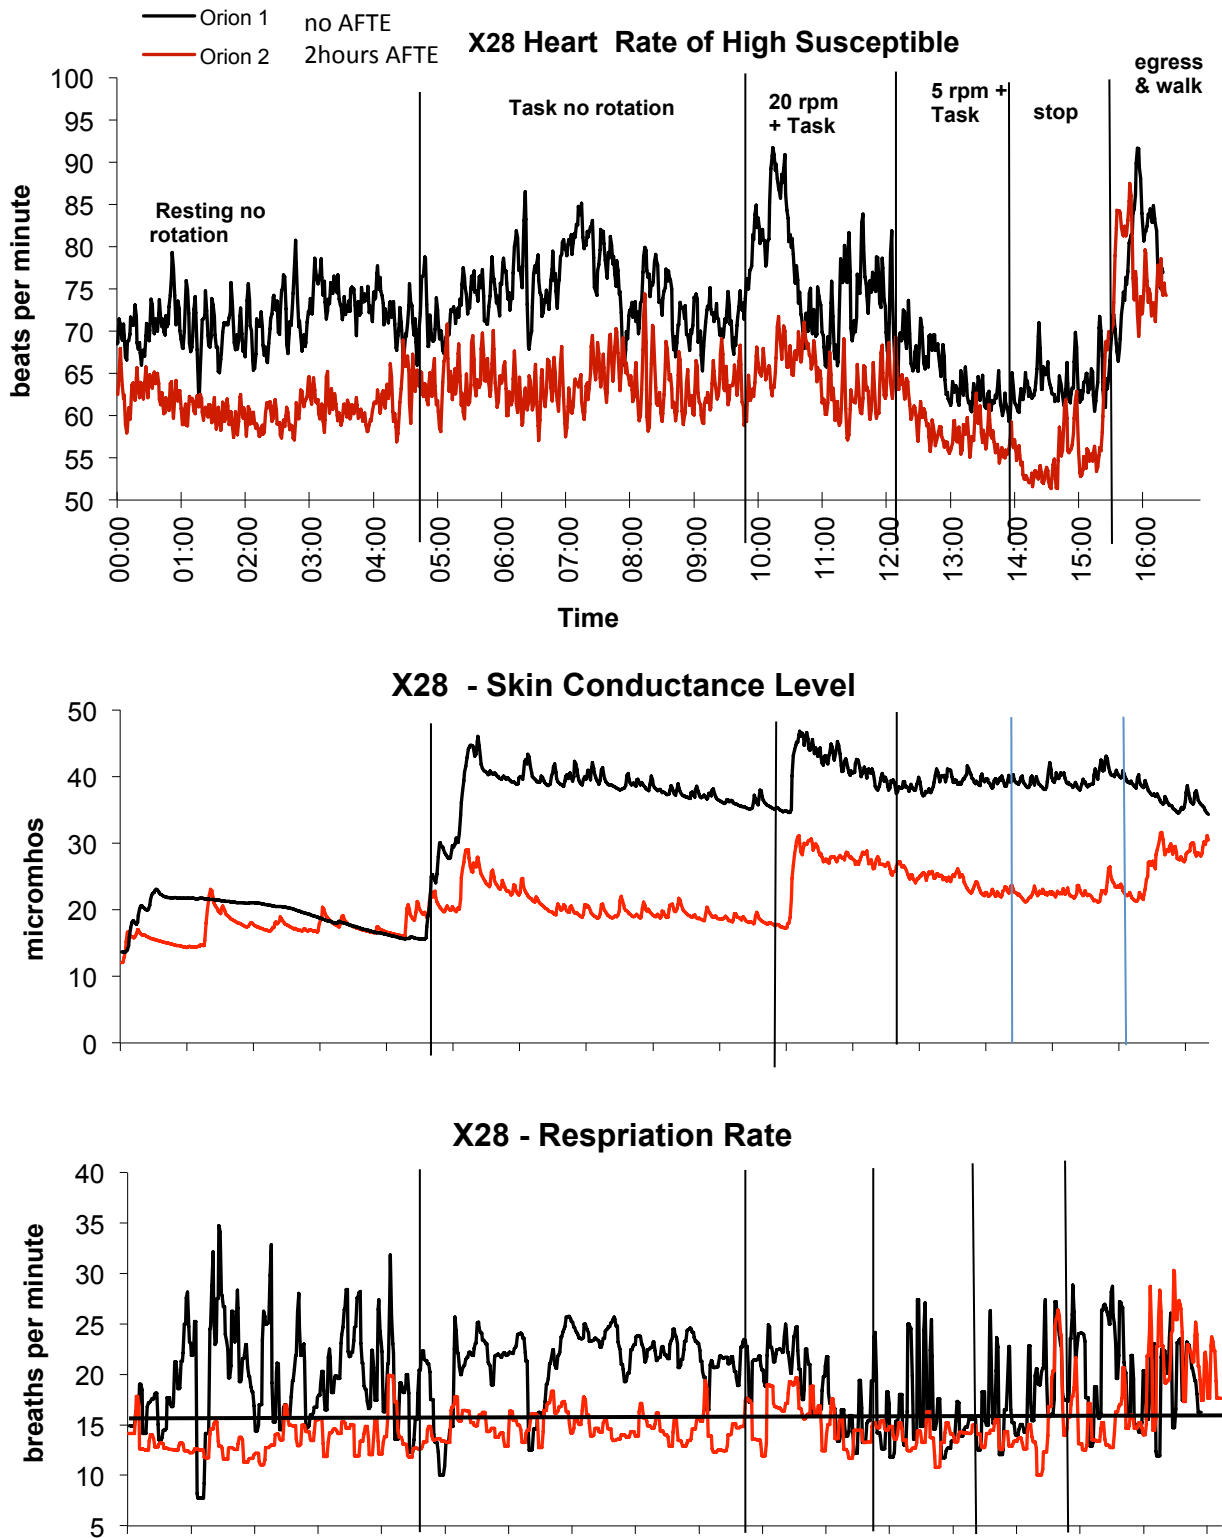 Orion 1 no AFTE
Orion 2 2hours AFTE
X28 Heart Rate of High Susceptible
egress
& walk
100
95
90
85
80
75
70
65
60
55
50
beats per minute
Resting no
rotation
Task no rotation
20 rpm
+ Task
5 rpm +
Task
stop
00:00
01:00
02:00
03:00
04:00
05:00
06:00
07:00
08:00
09:00
10:00
11:00
12:00
13:00
14:00
15:00
16:00
Time
X28 - Skin Conductance Level
50
40
30
20
10
0
micromhos
X28 - Respriation Rate
40
35
30
25
20
15
10
5
breaths per minute